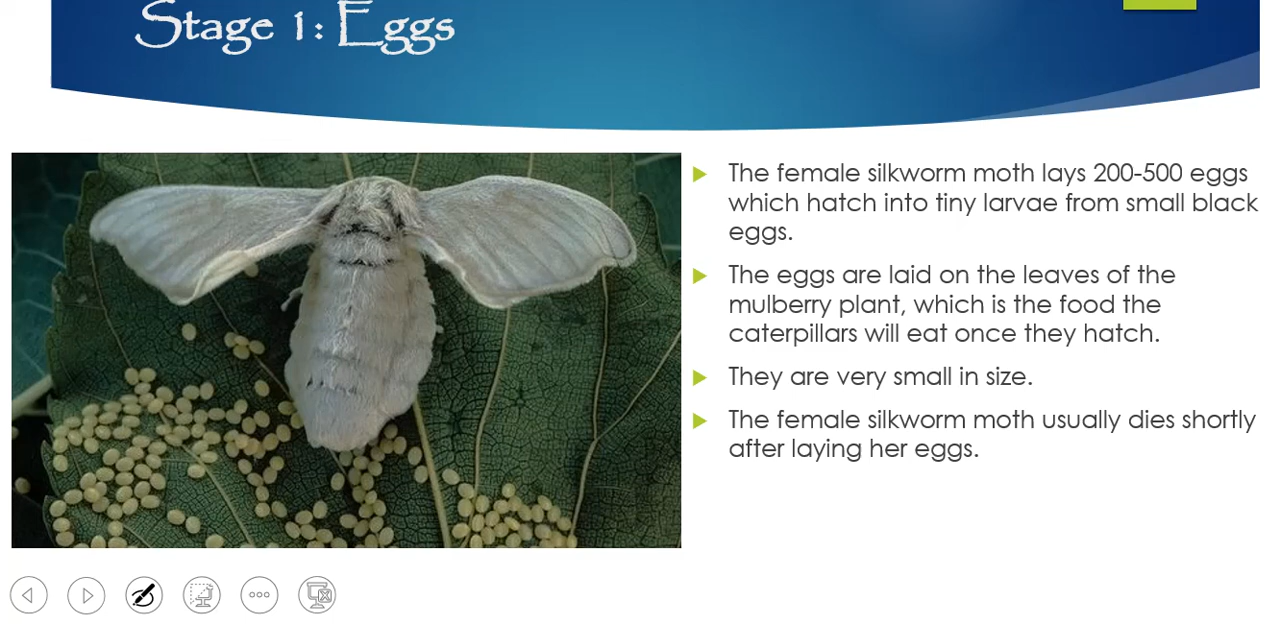 Stage 1: Eggs
The female silkworm moth lays 200-500 eggs
which hatch into tiny larvae from small black
eggs.
The eggs are laid on the leaves of the
mulberry plant, which is the food the
caterpillars will eat once they hatch.
They are very small in size.
The female silkworm moth usually dies shortly
after laying her eggs.